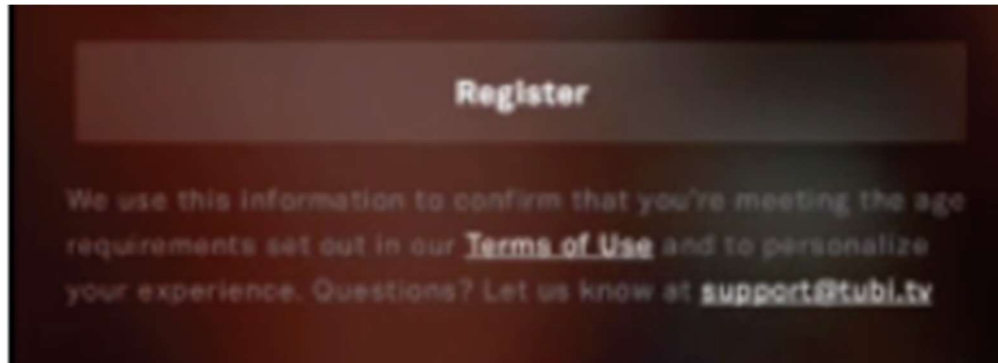 Register
We use this information to confirm that you're meeting the age
requirements set out in our Terms of Use and to personalize
your experience. Questions? Let us know at support@tubi.tv